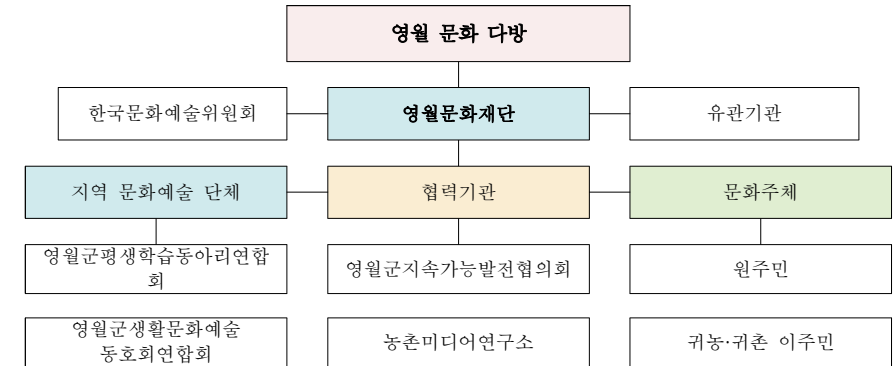 영월 문화 다방
한국문화예술위원회
영월문화재단
유관기관
지역 문화예술 단체
협력기관
문화주체
영월군평생학습동아리연합
회
영월군지속가능발전협의회
원주민
영월군생활문화예술
동호회연합회
농촌미디어연구소
귀농·귀촌 이주민